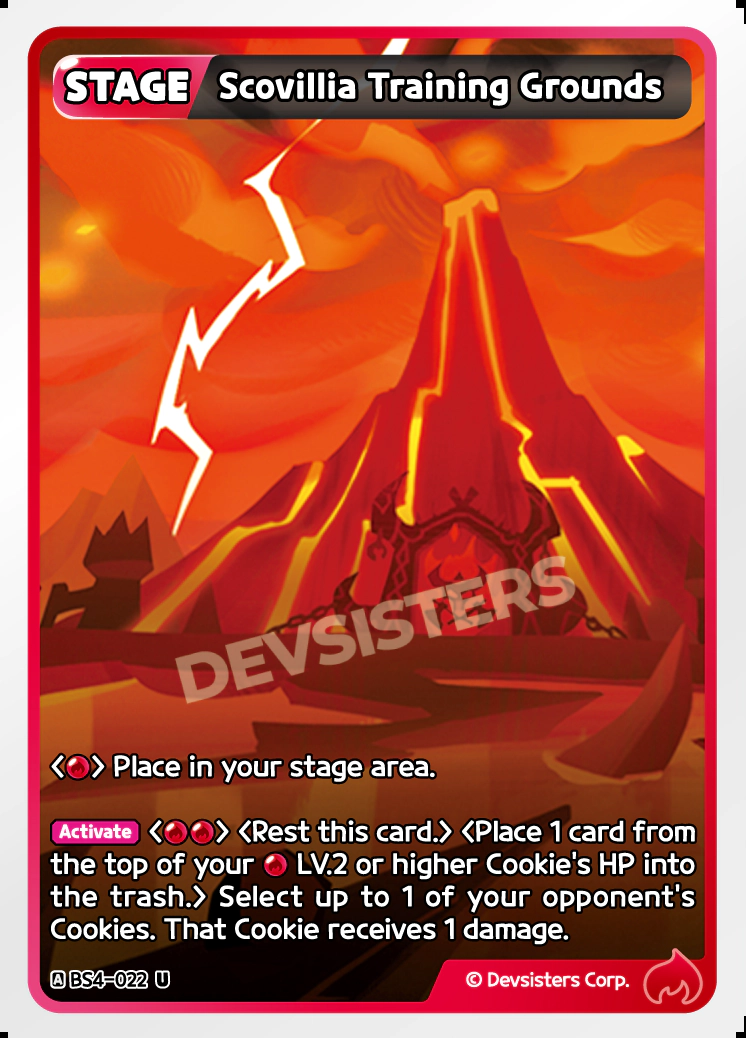 STAGE Scovillia Training Grounds
DEVSISTERS
<> Place in your stage area.
Activate <> <Rest this card.> <Place 1 card from
the top of your LV.2 or higher Cookie's HP into
the trash.> Select up to 1 of your opponent's
Cookies. That Cookie receives 1 damage.
A BS4-022 U © Devsisters Corp.